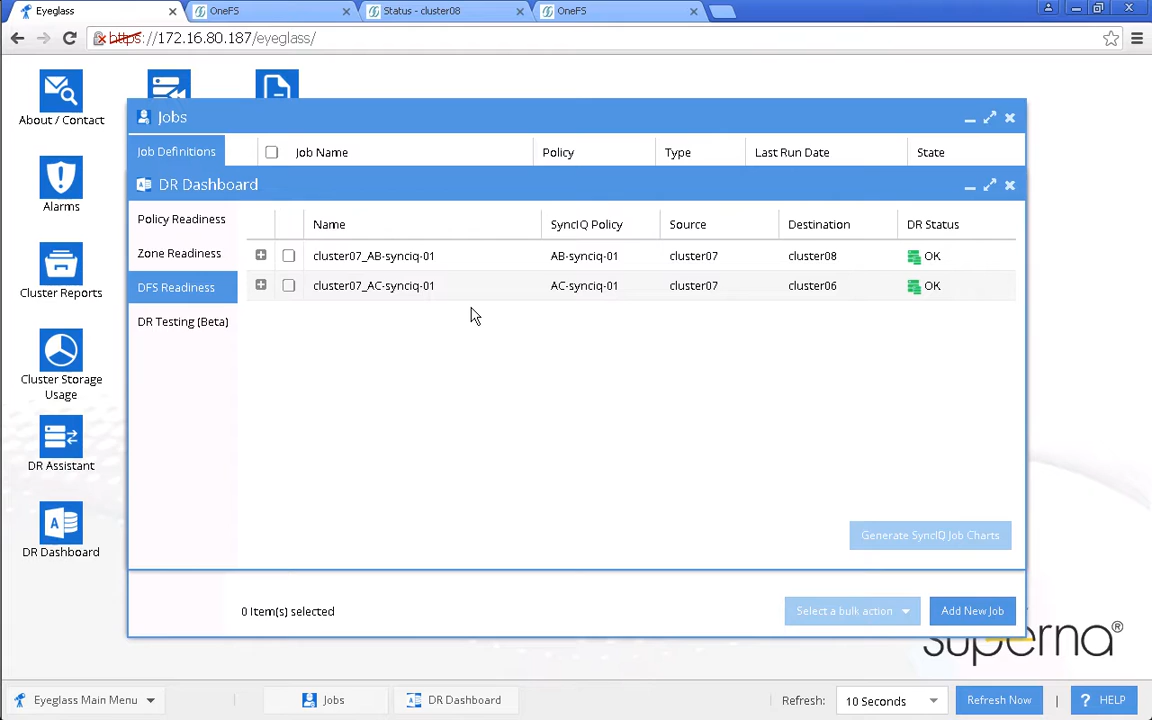 Eyeglass
OneFS
Status - cluster08
OneFS
https://172.16.80.187/eyeglass/
About / Contact
Alarms
Cluster Reports
Cluster Storage
Usage
DR Assistant
DR Dashboard
Jobs
Job Definitions
Job Name
Policy
Type
Last Run Date
State
DR Dashboard
Policy Readiness
Zone Readiness
DFS Readiness
DR Testing (Beta)
Name
SyncIQ Policy
Source
Destination
DR Status
cluster07_AB-synciq-01
AB-synciq-01
cluster07
cluster08
OK
cluster07_AC-synciq-01
AC-synciq-01
cluster07
cluster06
OK
Generate SyncIQ Job Charts
0 Item(s) selected
Select a bulk action
Add New Job
superna®
Eyeglass Main Menu
Jobs
DR Dashboard
Refresh:
10 Seconds
Refresh Now
HELP